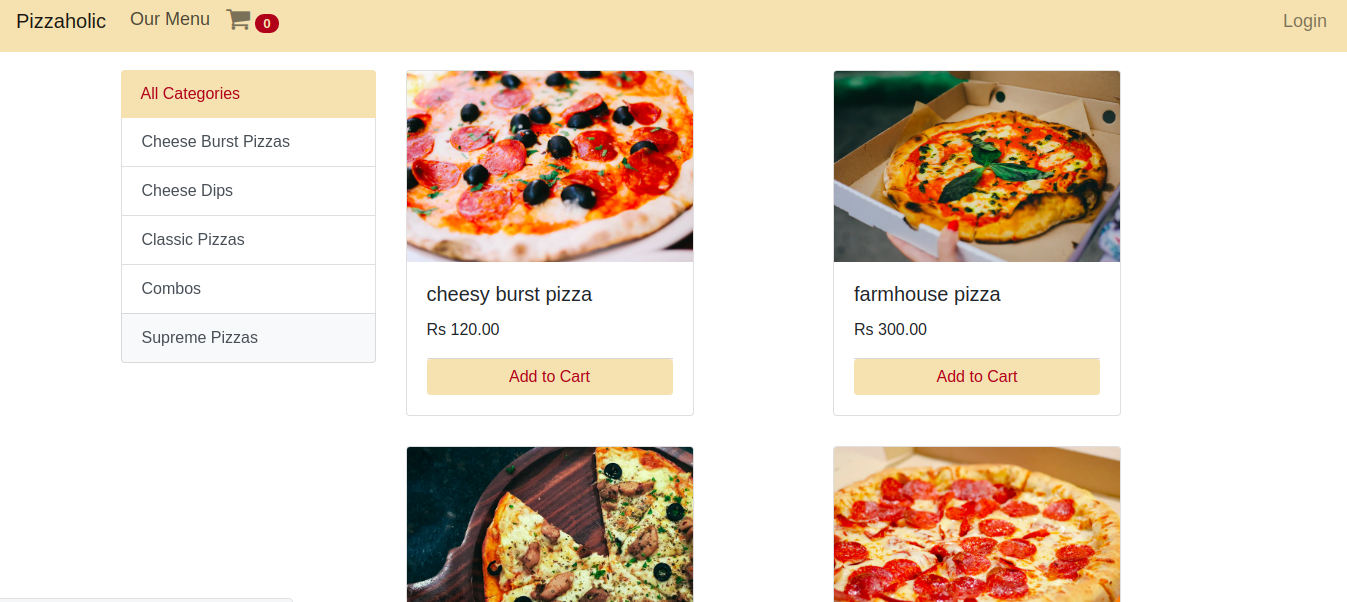 Pizzaholic Our Menu 0 Login
All Categories
Cheese Burst Pizzas
Cheese Dips
Classic Pizzas
Combos
Supreme Pizzas
cheesy burst pizza
Rs 120.00
Add to Cart
farmhouse pizza
Rs 300.00
Add to Cart